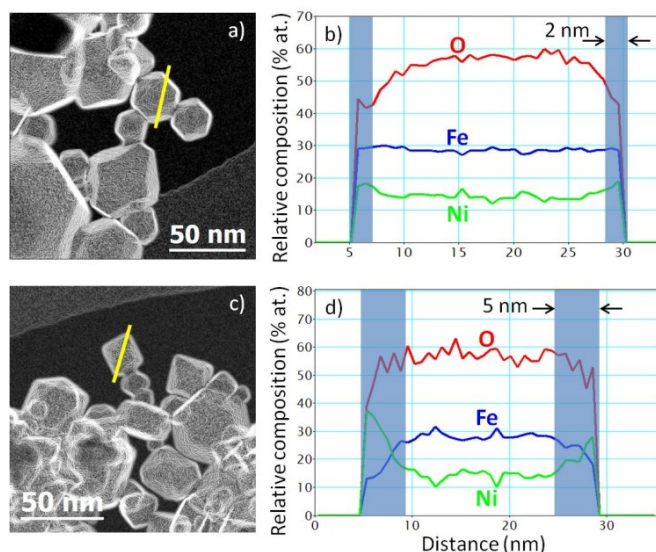 a)
50 nm
b)
2 nm
Relative composition (% at.)
70
60
50
40
30
20
10
0
O
Fe
Ni
5 10 15 20 25 30
c)
50 nm
d)
5 nm
Relative composition (% at.)
80
70
60
50
40
30
20
10
0
O
Fe
Ni
0 10 20 30
Distance (nm)